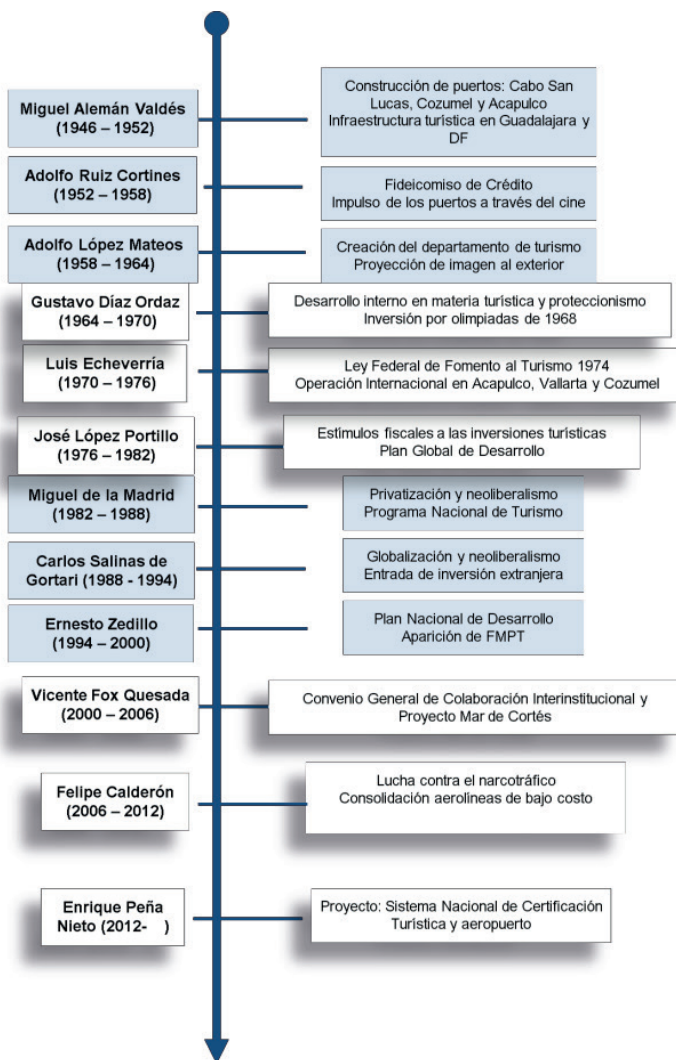 Miguel Alemán Valdés
(1946 – 1952)
Construcción de puertos: Cabo San
Lucas, Cozumel y Acapulco
Infraestructura turística en Guadalajara y
DF
Adolfo Ruiz Cortines
(1952 – 1958)
Fideicomiso de Crédito
Impulso de los puertos a través del cine
Adolfo López Mateos
(1958 – 1964)
Creación del departamento de turismo
Proyección de imagen al exterior
Gustavo Díaz Ordaz
(1964 – 1970)
Desarrollo interno en materia turística y proteccionismo
Inversión por olimpiadas de 1968
Luis Echeverría
(1970 – 1976)
Ley Federal de Fomento al Turismo 1974
Operación Internacional en Acapulco, Vallarta y Cozumel
José López Portillo
(1976 – 1982)
Estímulos fiscales a las inversiones turísticas
Plan Global de Desarrollo
Miguel de la Madrid
(1982 – 1988)
Privatización y neoliberalismo
Programa Nacional de Turismo
Carlos Salinas de
Gortari (1988 - 1994)
Globalización y neoliberalismo
Entrada de inversión extranjera
Ernesto Zedillo
(1994 – 2000)
Plan Nacional de Desarrollo
Aparición de FMPT
Vicente Fox Quesada
(2000 – 2006)
Convenio General de Colaboración Interinstitucional y
Proyecto Mar de Cortés
Felipe Calderón
(2006 – 2012)
Lucha contra el narcotráfico
Consolidación aerolíneas de bajo costo
Enrique Peña
Nieto (2012- )
Proyecto: Sistema Nacional de Certificación
Turística y aeropuerto